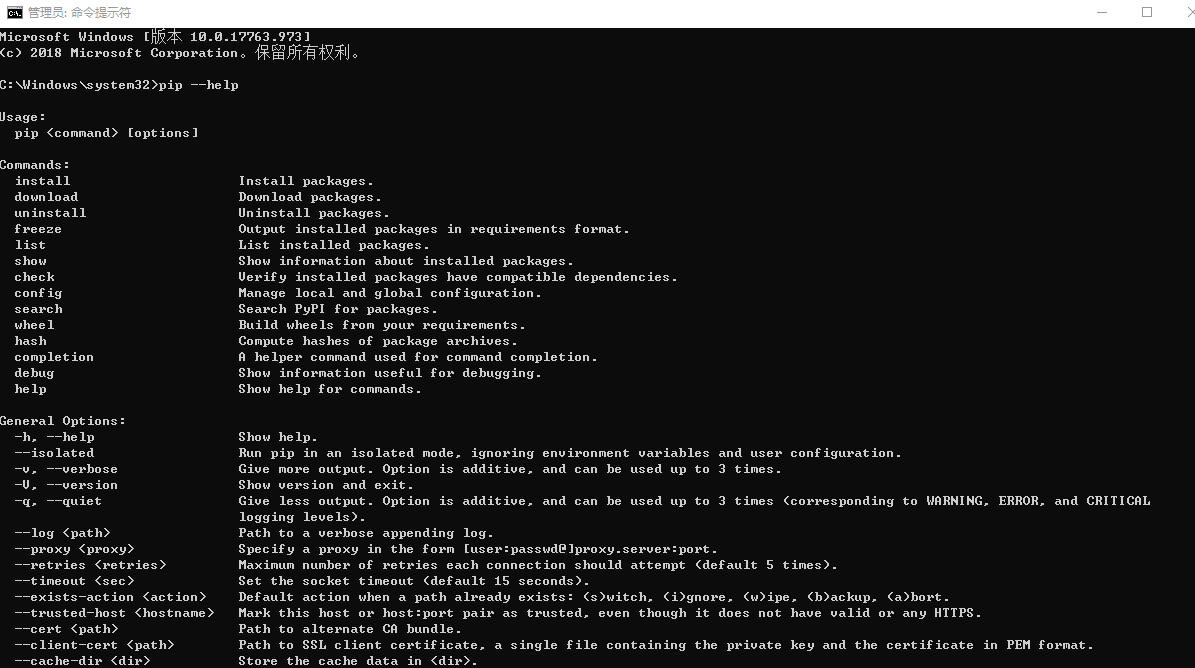 管理员: 命令提示符
Microsoft Windows [版本 10.0.17763.973]
(c) 2018 Microsoft Corporation。保留所有权利。
C:\Windows\system32>pip --help
Usage:
  pip <command> [options]
Commands:
  install                     Install packages.
  download                    Download packages.
  uninstall                   Uninstall packages.
  freeze                      Output installed packages in requirements format.
  list                        List installed packages.
  show                        Show information about installed packages.
  check                       Verify installed packages have compatible dependencies.
  config                      Manage local and global configuration.
  search                      Search PyPI for packages.
  wheel                       Build wheels from your requirements.
  hash                        Compute hashes of package archives.
  completion                  A helper command used for command completion.
  debug                       Show information useful for debugging.
  help                        Show help for commands.
General Options:
  -h, --help                  Show help.
  --isolated                  Run pip in an isolated mode, ignoring environment variables and user configuration.
  -v, --verbose               Give more output. Option is additive, and can be used up to 3 times.
  -V, --version               Show version and exit.
  -q, --quiet                 Give less output. Option is additive, and can be used up to 3 times (corresponding to WARNING, ERROR, and CRITICAL
                              logging levels).
  --log <path>                Path to a verbose appending log.
  --proxy <proxy>             Specify a proxy in the form [user:passwd@]proxy.server:port.
  --retries <retries>         Maximum number of retries each connection should attempt (default 5 times).
  --timeout <sec>             Set the socket timeout (default 15 seconds).
  --exists-action <action>    Default action when a path already exists: (s)witch, (i)gnore, (w)ipe, (b)ackup, (a)bort.
  --trusted-host <hostname>   Mark this host or host:port pair as trusted, even though it does not have valid or any HTTPS.
  --cert <path>               Path to alternate CA bundle.
  --client-cert <path>        Path to SSL client certificate, a single file containing the private key and the certificate in PEM format.
  --cache-dir <dir>           Store the cache data in <dir>.